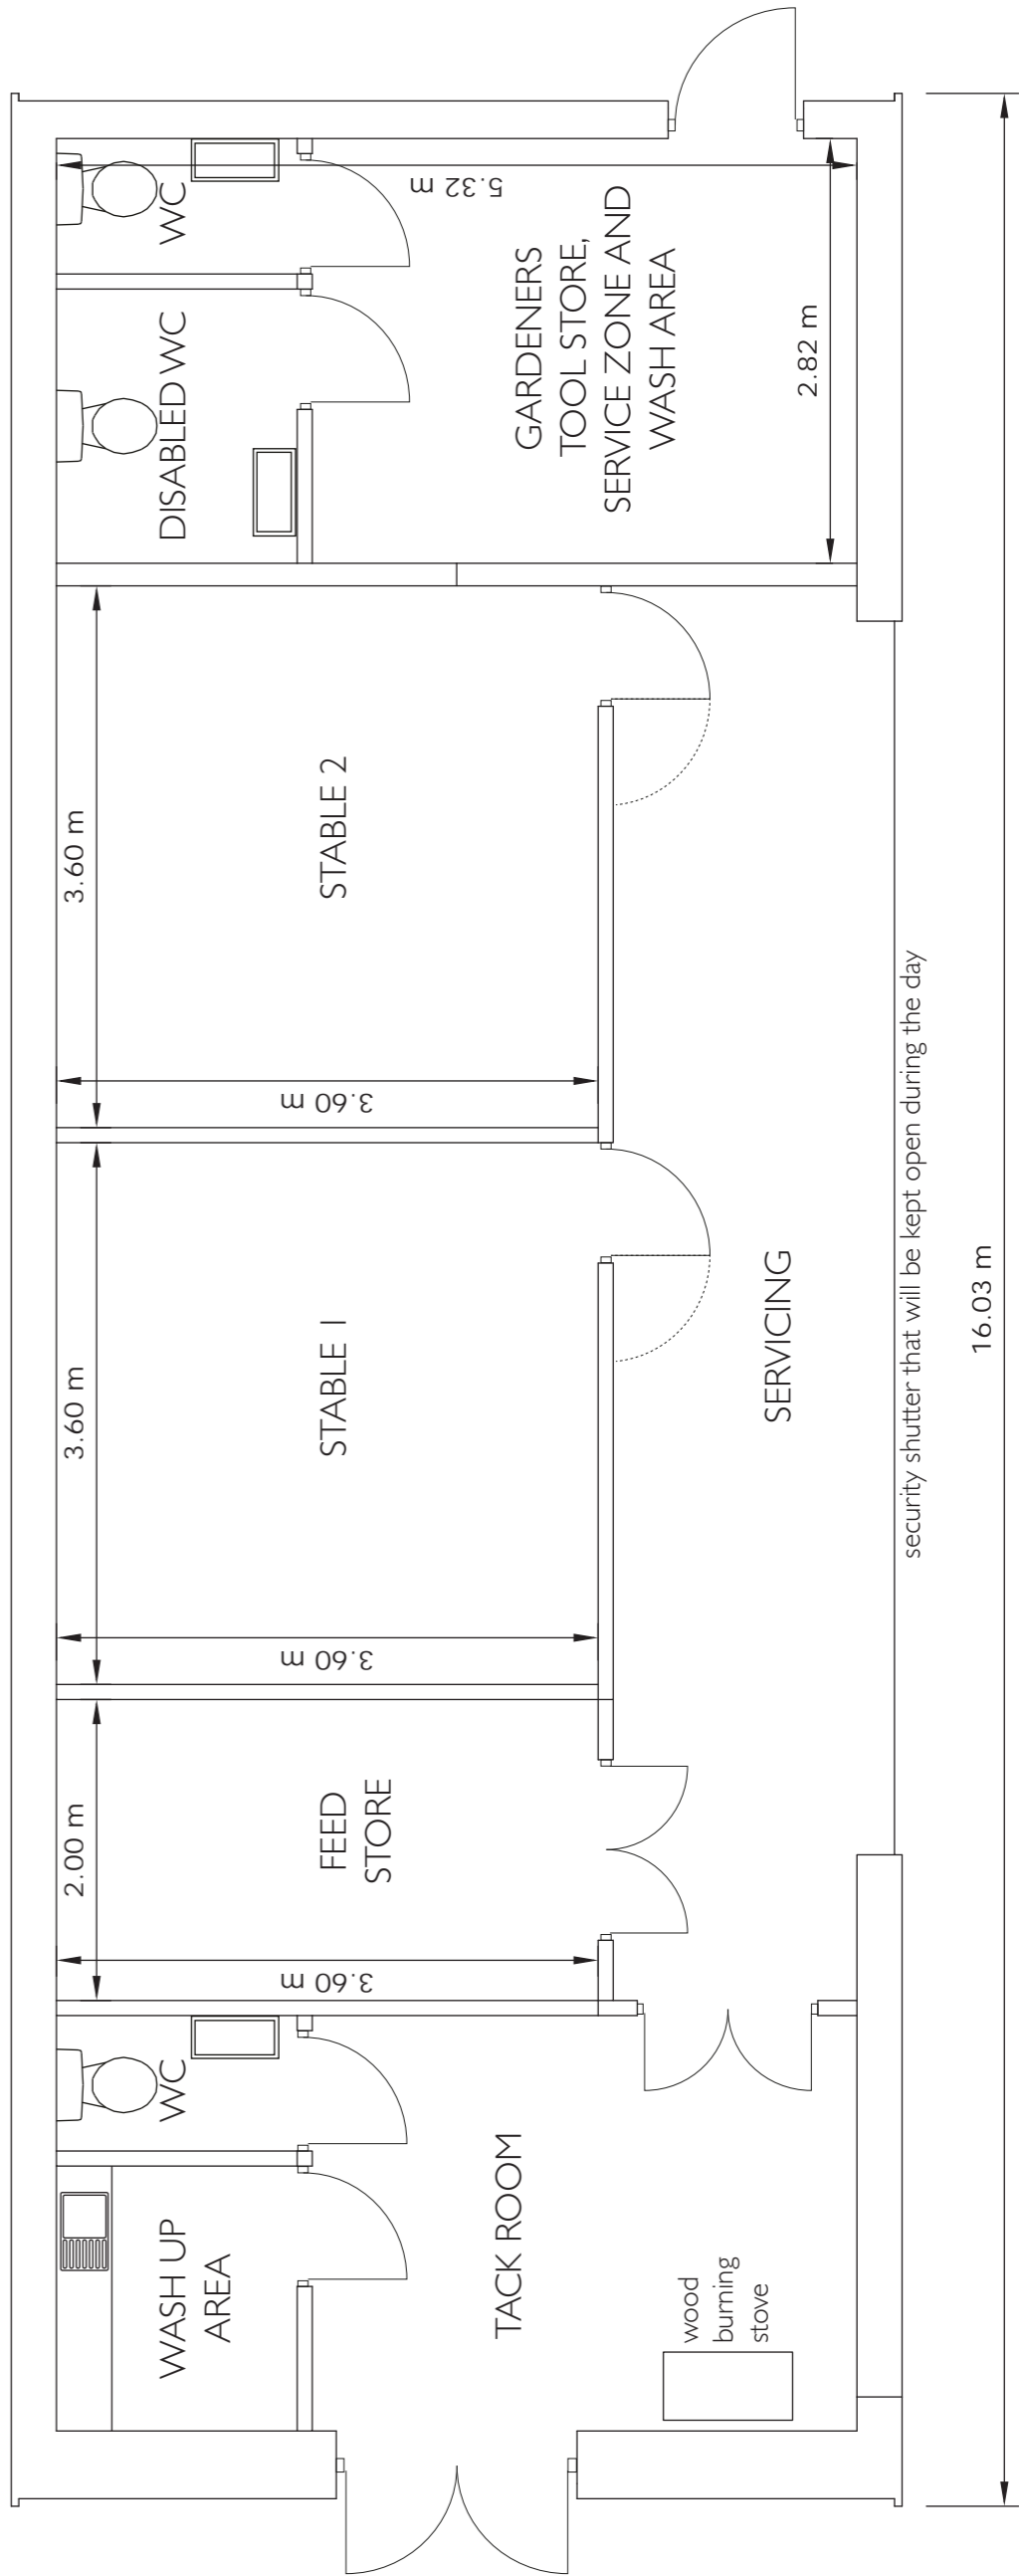 WASH UP
AREA
WC
2.00 m
3.60 m
FEED
STORE
3.60 m
3.60 m
STABLE 1
3.60 m
3.60 m
STABLE 2
DISABLED WC
WC
5.32 m
GARDENERS
TOOL STORE,
SERVICE ZONE AND
WASH AREA
2.82 m
TACK ROOM
wood
burning
stove
SERVICING
security shutter that will be kept open during the day
16.03 m